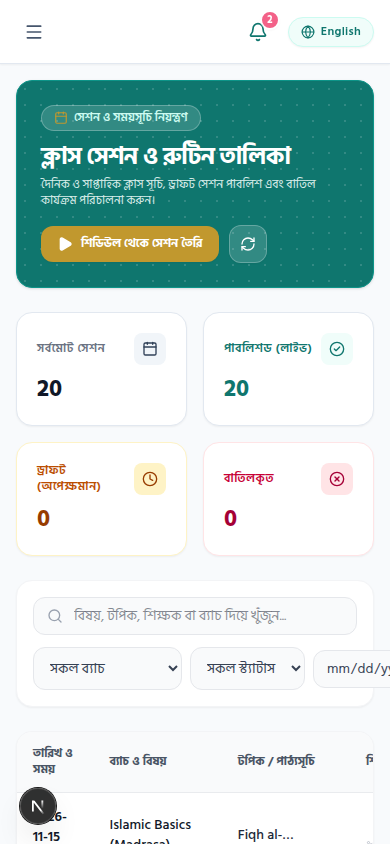 2
English
সেশন ও সময়সূচি নিয়ন্ত্রণ
ক্লাস সেশন ও রুটিন তালিকা
দৈনিক ও সাপ্তাহিক ক্লাস সূচি, ড্রাফট সেশন পাবলিশ এবং বাতিল
কার্যক্রম পরিচালনা করুন।
শিডিউল থেকে সেশন তৈরি
সর্বমোট সেশন
20
পাবলিশড (লাইভ)
20
ড্রাফট
(অপেক্ষমান)
0
বাতিলকৃত
0
বিষয়, টপিক, শিক্ষক বা ব্যাচ দিয়ে খুঁজুন...
সকল ব্যাচ
সকল স্ট্যাটাস
mm/dd/yy
তারিখ ও
সময়
ব্যাচ ও বিষয়
টপিক / পাঠ্যসূচি
N
26-
11-15
Islamic Basics
(Madrasa)
Fiqh al-...